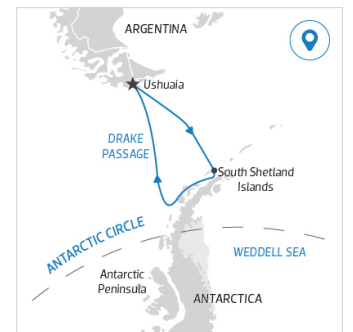 ARGENTINA
Ushuaia
DRAKE
PASSAGE
South Shetland
Islands
ANTARCTIC CIRCLE
WEDDELL SEA
Antarctic
Peninsula
ANTARCTICA